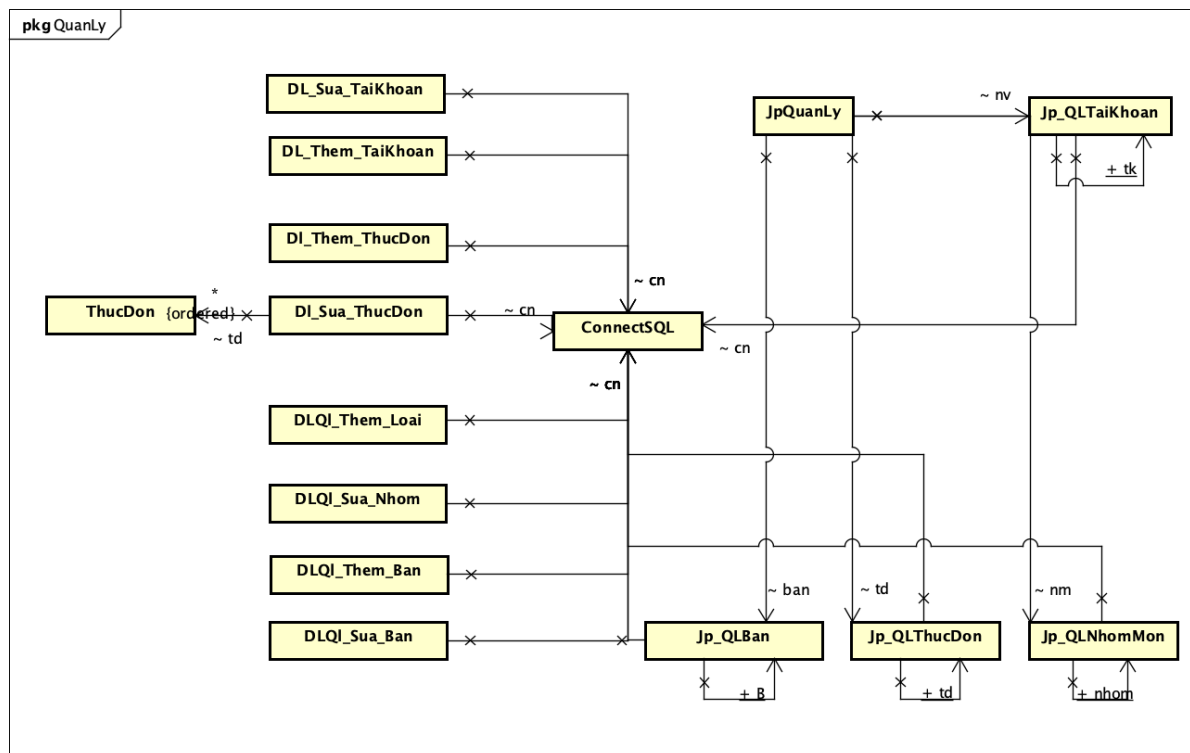 pkg QuanLy
DL_Sua_TaiKhoan
JpQuanLy
~ nv
Jp_QLTaiKhoan
DL_Them_TaiKhoan
+ tk
Dl_Them_ThucDon
~ cn
ThucDon
*
{ordered}
~ td
Dl_Sua_ThucDon
~ cn
ConnectSQL
~ cn
~ cn
DLQl_Them_Loai
DLQl_Sua_Nhom
DLQl_Them_Ban
~ ban
~ td
~ nm
DLQl_Sua_Ban
Jp_QLBan
Jp_QLThucDon
Jp_QLNhomMon
+ B
+ td
+ nhom